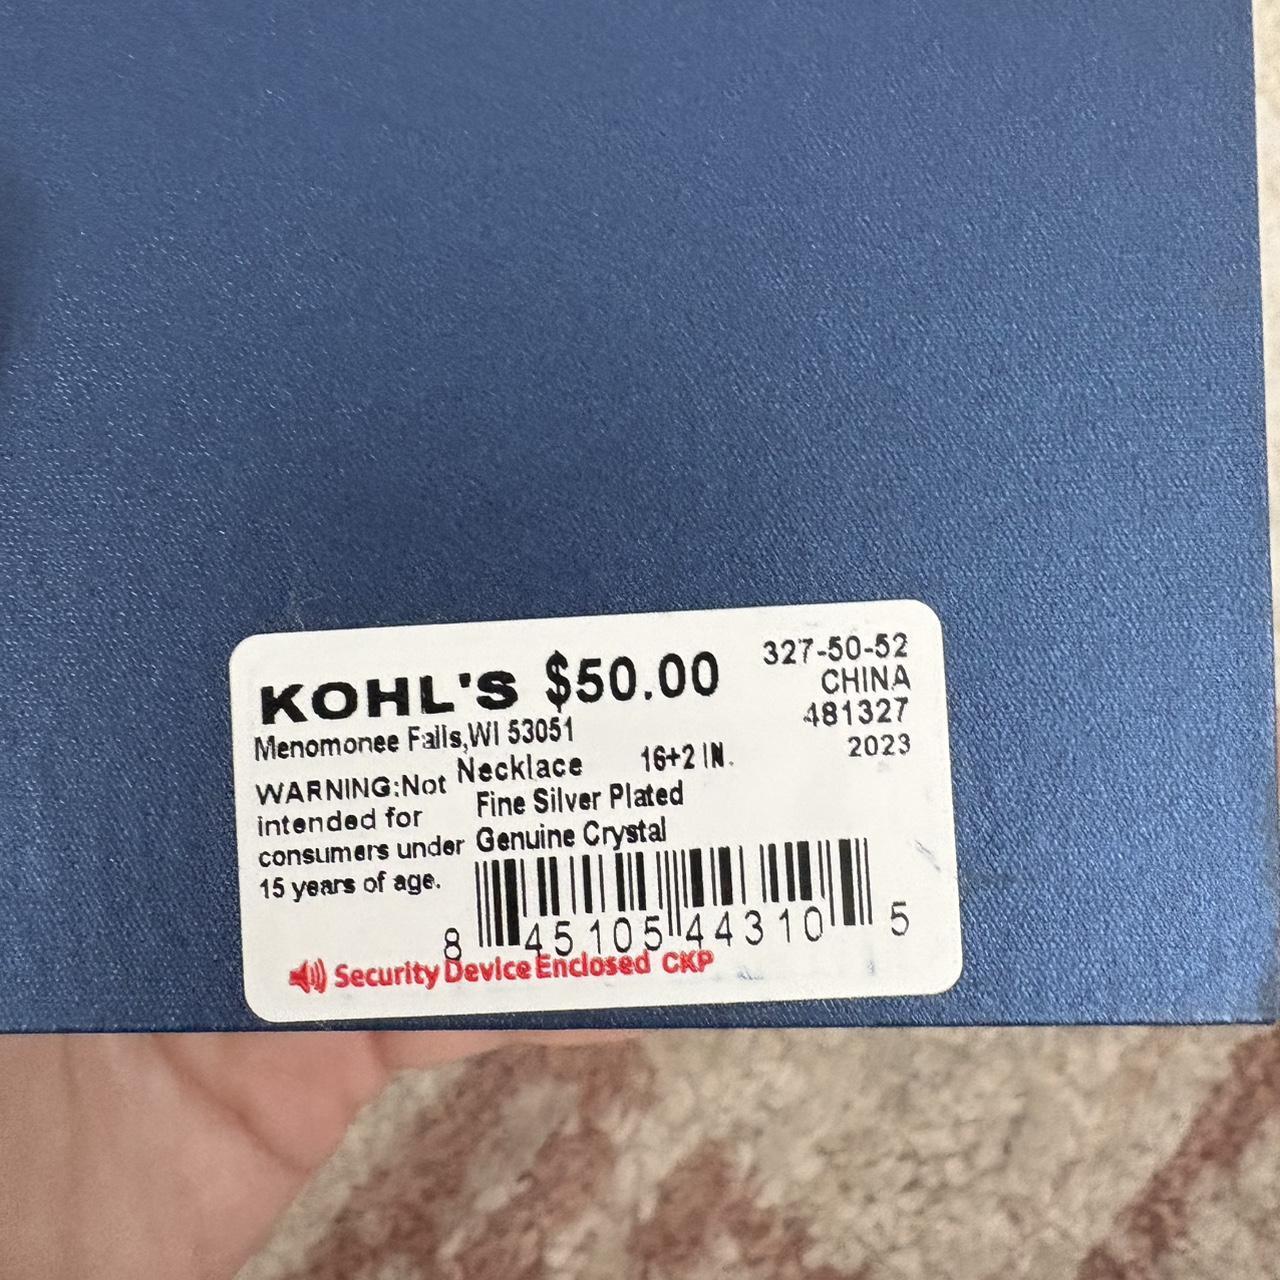 KOHL'S $50.00
327-50-52
CHINA
481327
2023
Menomonee Falls,WI 53051
Necklace 16+2 IN.
Fine Silver Plated
Genuine Crystal
WARNING:Not
intended for
consumers under
15 years of age.
8 45105 44310 5
Security Device Enclosed CKP